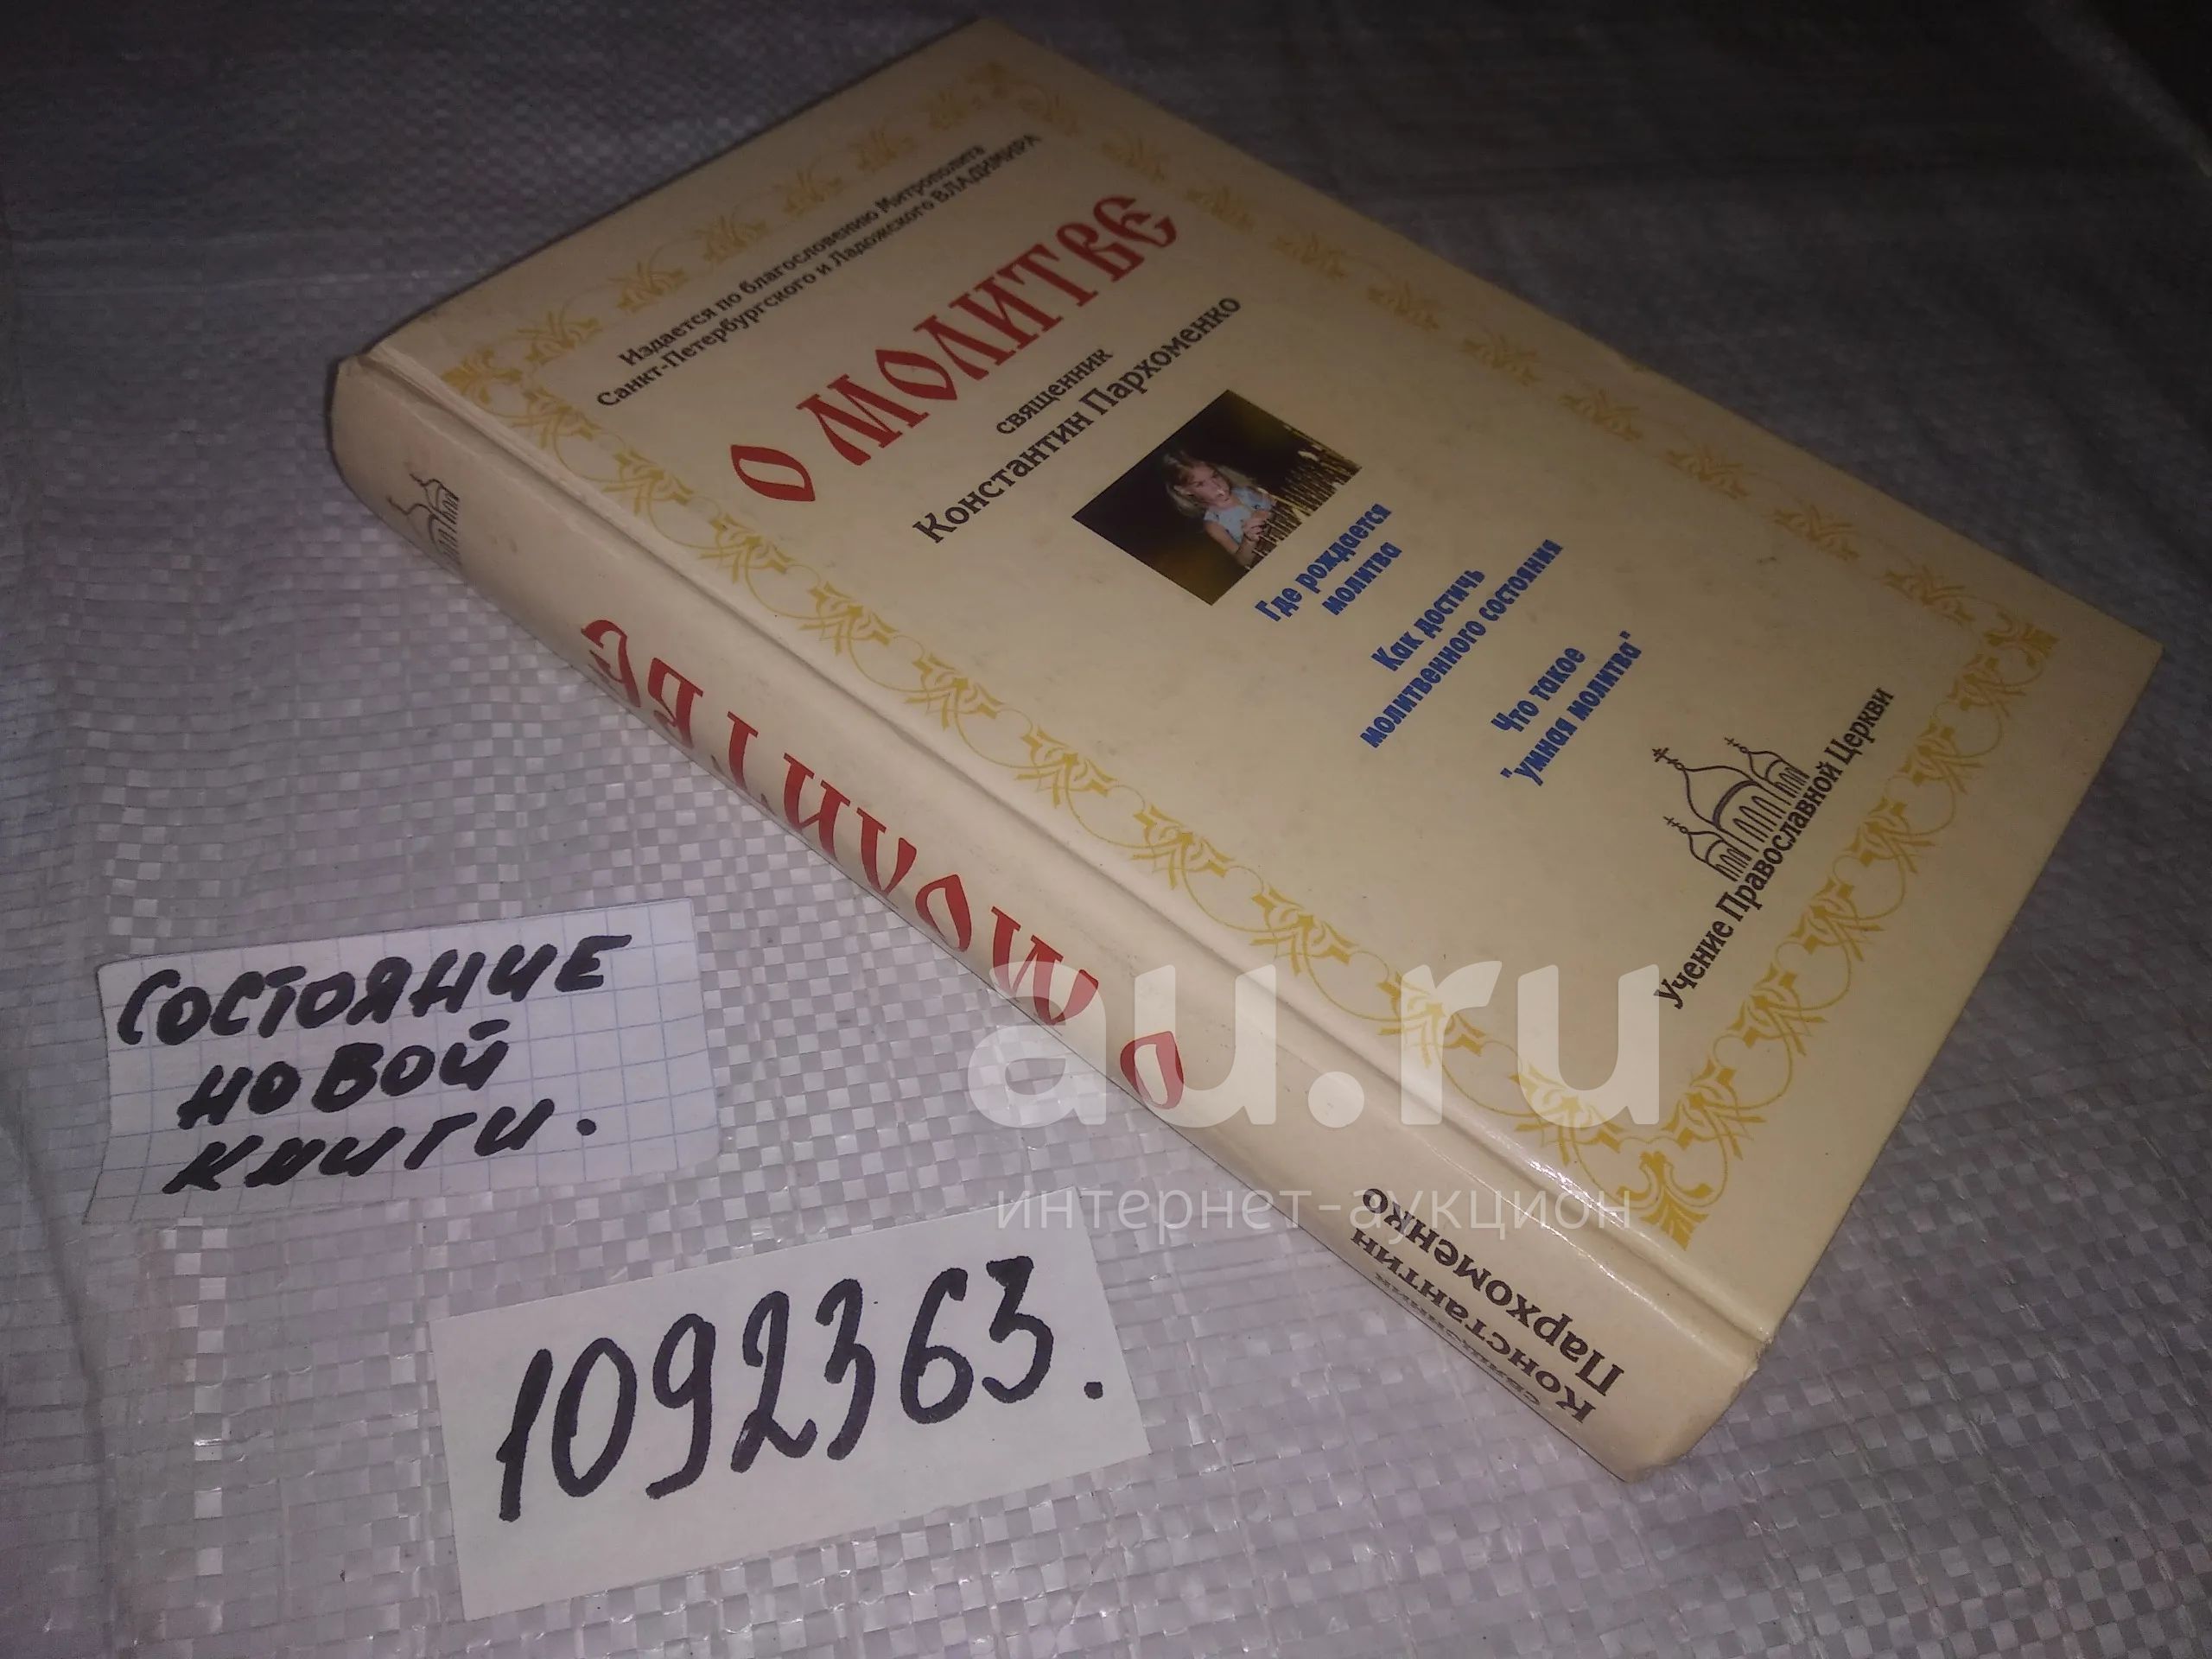 Издается по благословению Митрополита
Санкт-Петербургского и Ладожского ВЛАДИМИРА
О МОЛИТВЕ
священник
Константин Пархоменко
Где рождается
молитва
Как достичь
молитвенного состояния
Что такое
"умная молитва"
Учение Православной Церкви
О МОЛИТВЕ
священник
Константин
Пархоменко
СОСТОЯНИЕ
НОВОЙ
КНИГИ.
1092363.
au.ru
интернет-аукцион